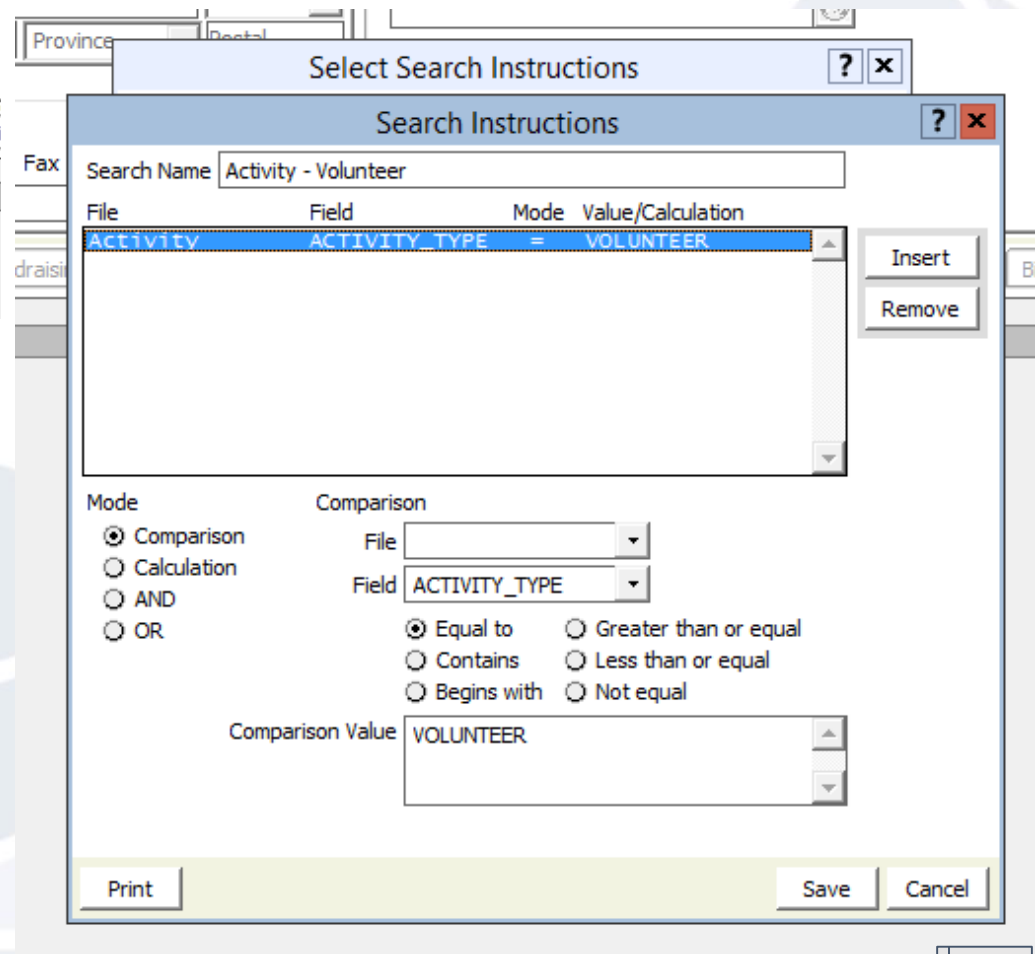 Province Postal
Select Search Instructions ? x
Search Instructions ? x
Fax
Search Name Activity - Volunteer
File Field Mode Value/Calculation
Activity ACTIVITY_TYPE = VOLUNTEER
Insert
Remove
Mode Comparison
Comparison File
Calculation Field ACTIVITY_TYPE
AND
OR Equal to Greater than or equal
Contains Less than or equal
Begins with Not equal
Comparison Value VOLUNTEER
Print Save Cancel